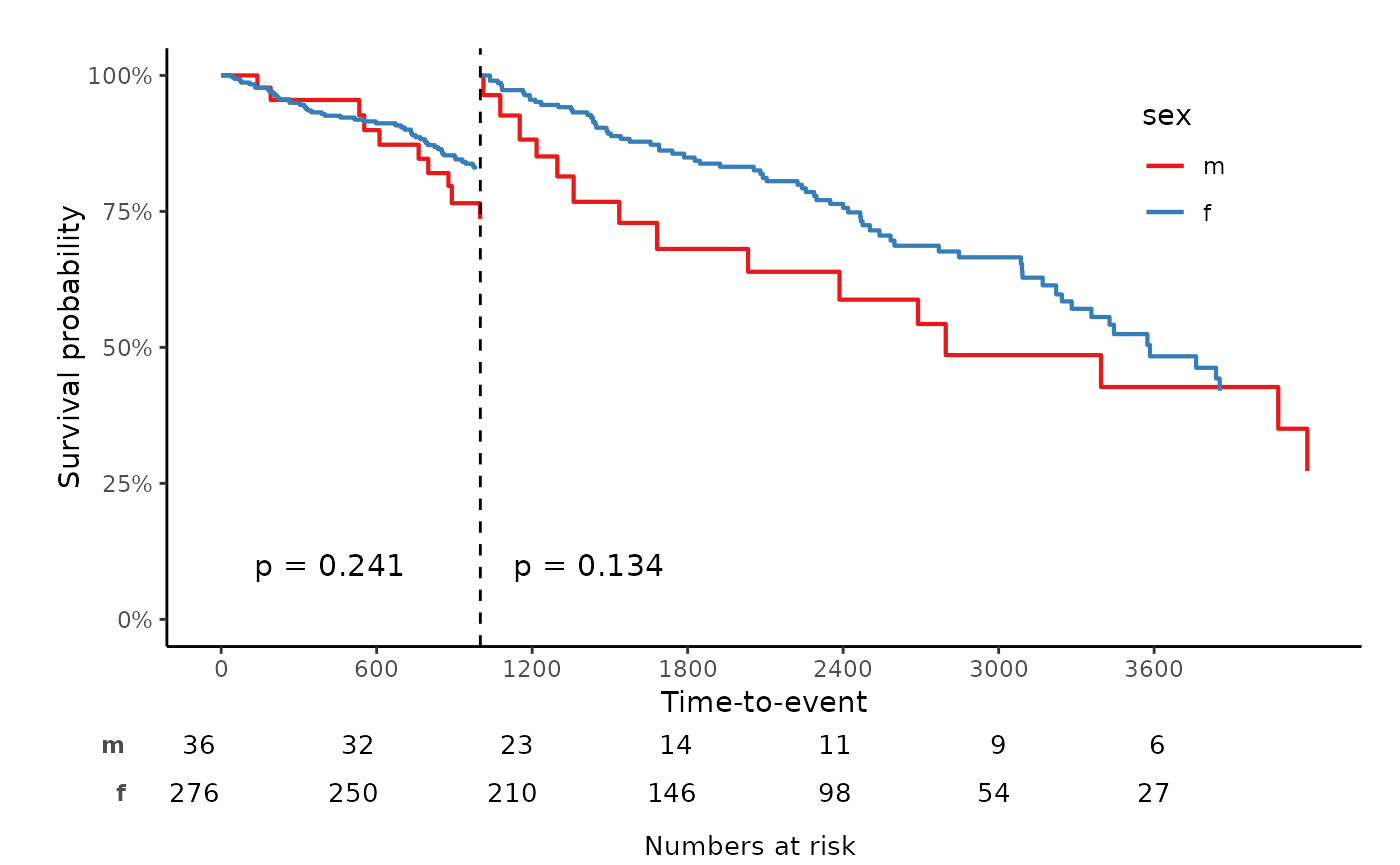 100%
75%
50%
25%
0%
Survival probability
sex
m
f
p = 0.241 p = 0.134
0 600 1200 1800 2400 3000 3600
Time-to-event
m 36 32 23 14 11 9 6
f 276 250 210 146 98 54 27
Numbers at risk